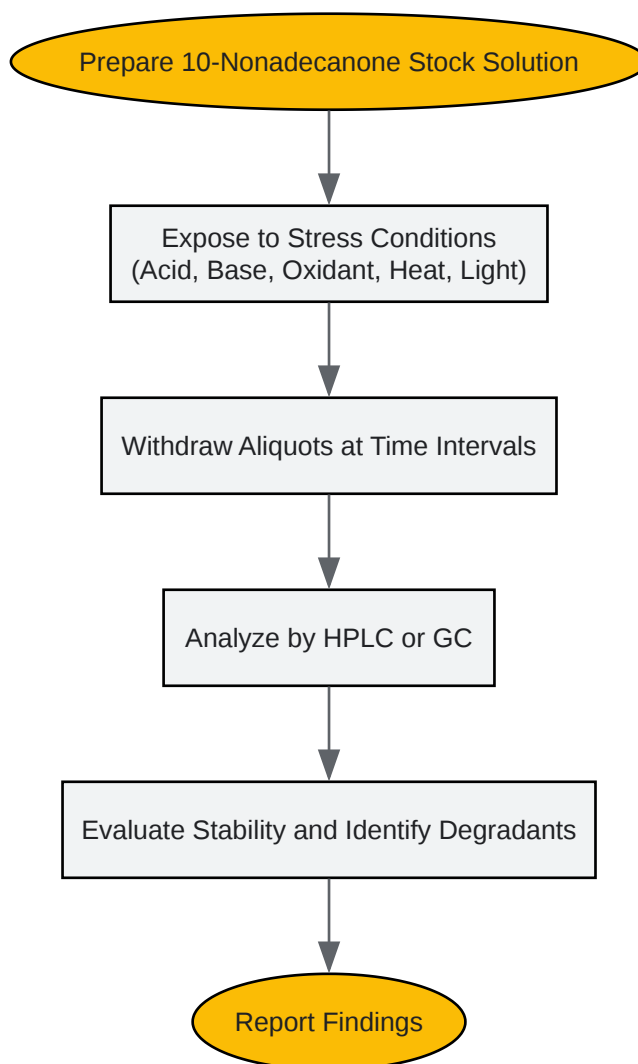 Prepare 10-Nonadecanone Stock Solution
Expose to Stress Conditions
(Acid, Base, Oxidant, Heat, Light)
Withdraw Aliquots at Time Intervals
Analyze by HPLC or GC
Evaluate Stability and Identify Degradants
Report Findings